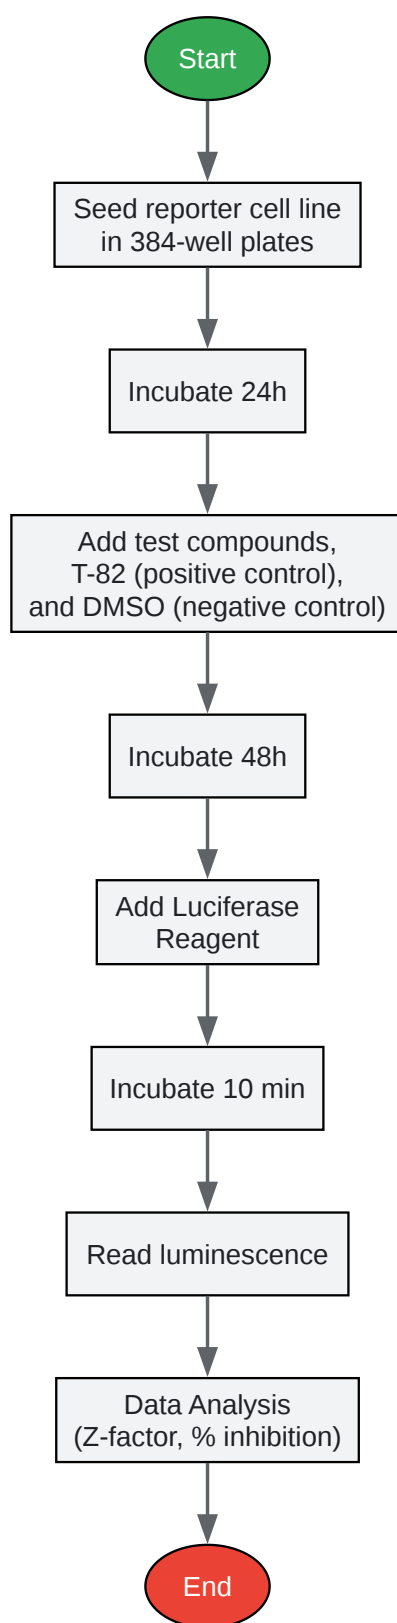 Start
Seed reporter cell line
in 384-well plates
Incubate 24h
Add test compounds,
T-82 (positive control),
and DMSO (negative control)
Incubate 48h
Add Luciferase
Reagent
Incubate 10 min
Read luminescence
Data Analysis
(Z-factor, % inhibition)
End